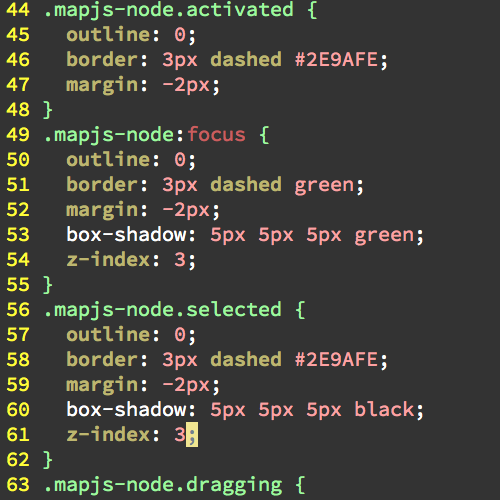 44 .mapjs-node.activated {
45   outline: 0;
46   border: 3px dashed #2E9AFE;
47   margin: -2px;
48 }
49 .mapjs-node:focus {
50   outline: 0;
51   border: 3px dashed green;
52   margin: -2px;
53   box-shadow: 5px 5px 5px green;
54   z-index: 3;
55 }
56 .mapjs-node.selected {
57   outline: 0;
58   border: 3px dashed #2E9AFE;
59   margin: -2px;
60   box-shadow: 5px 5px 5px black;
61   z-index: 3;
62 }
63 .mapjs-node.dragging {